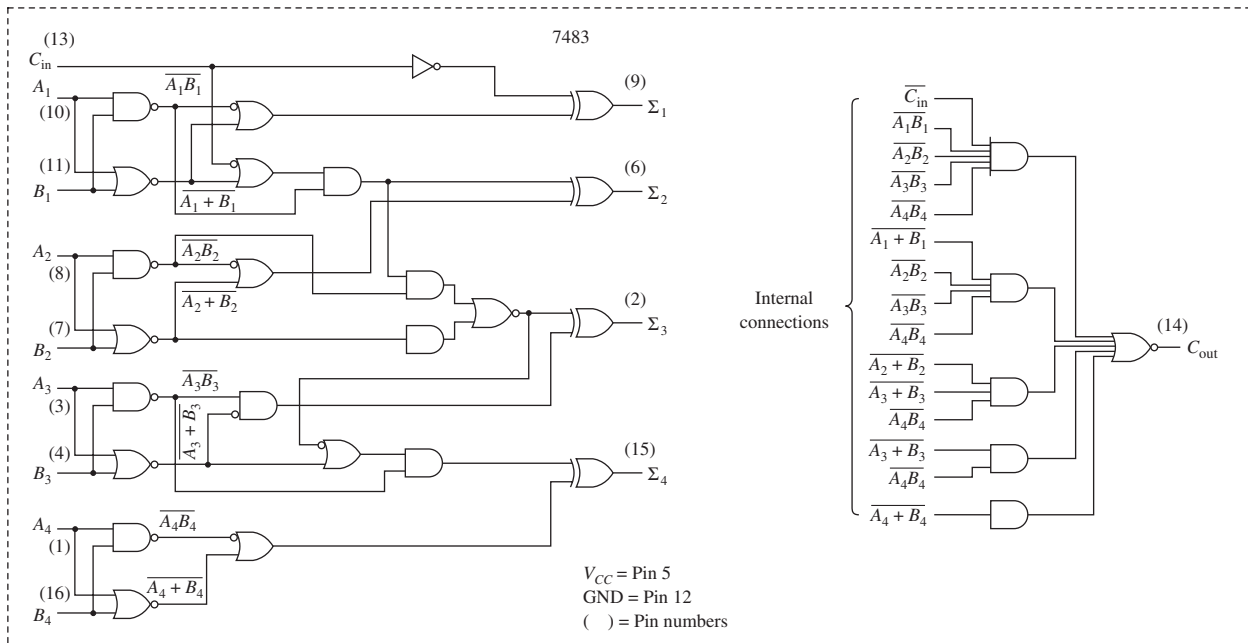 7483
(13)
C_in
A_1
(10)
(11)
B_1
\overline{A_1B_1}
\overline{A_1 + B_1}
(9)
Σ_1
(6)
Σ_2
A_2
(8)
(7)
B_2
\overline{A_2B_2}
\overline{A_2 + B_2}
(2)
Σ_3
A_3
(3)
(4)
B_3
\overline{A_3B_3}
\overline{A_3 + B_3}
(15)
Σ_4
A_4
(1)
(16)
B_4
\overline{A_4B_4}
\overline{A_4 + B_4}
V_CC = Pin 5
GND = Pin 12
( ) = Pin numbers
Internal
connections
\overline{C_in}
\overline{A_1B_1}
\overline{A_2B_2}
\overline{A_3B_3}
\overline{A_4B_4}
\overline{A_1 + B_1}
\overline{A_2B_2}
\overline{A_3B_3}
\overline{A_4B_4}
\overline{A_2 + B_2}
\overline{A_3 + B_3}
\overline{A_4B_4}
\overline{A_3 + B_3}
\overline{A_4B_4}
\overline{A_4 + B_4}
(14)
C_out